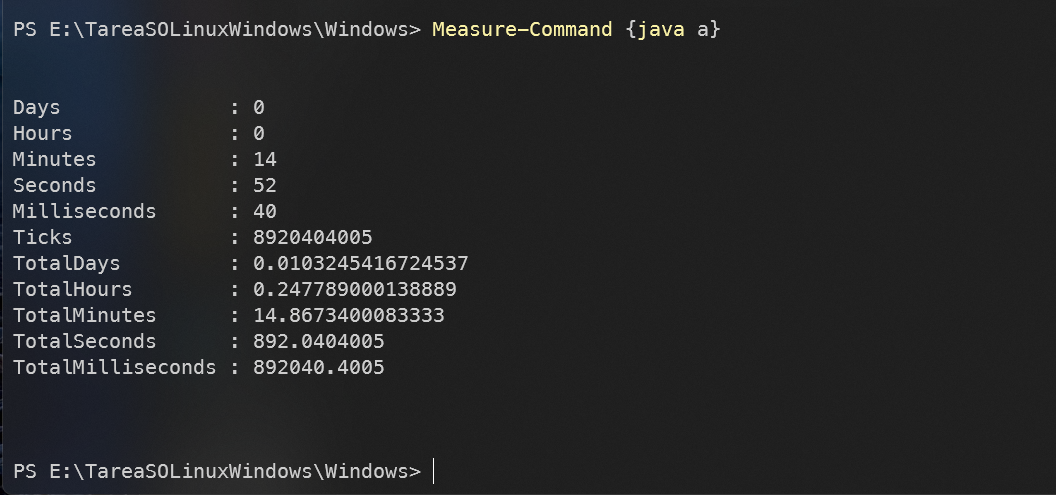 PS E:\TareaSOLinuxWindows\Windows> Measure-Command {java a}
Days              : 0
Hours             : 0
Minutes           : 14
Seconds           : 52
Milliseconds      : 40
Ticks             : 8920404005
TotalDays         : 0.0103245416724537
TotalHours        : 0.247789000138889
TotalMinutes      : 14.8673400083333
TotalSeconds      : 892.0404005
TotalMilliseconds : 892040.4005
PS E:\TareaSOLinuxWindows\Windows>